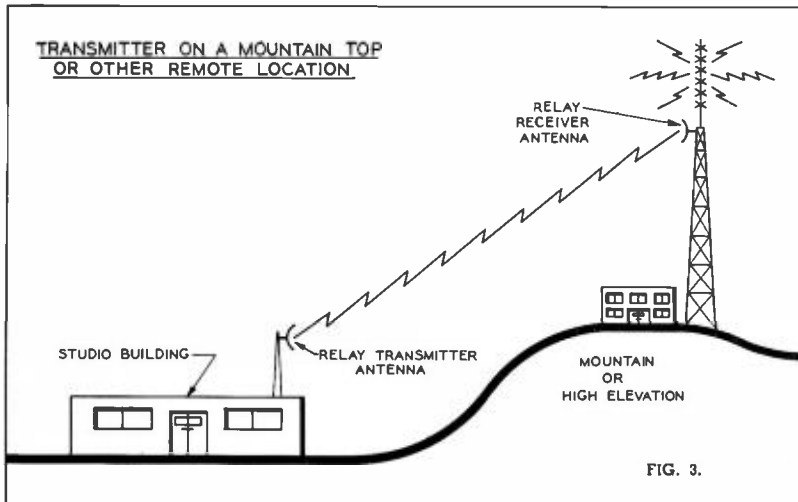 TRANSMITTER ON A MOUNTAIN TOP
OR OTHER REMOTE LOCATION
RELAY
RECEIVER
ANTENNA
STUDIO BUILDING
RELAY TRANSMITTER
ANTENNA
MOUNTAIN
OR
HIGH ELEVATION
FIG. 3.